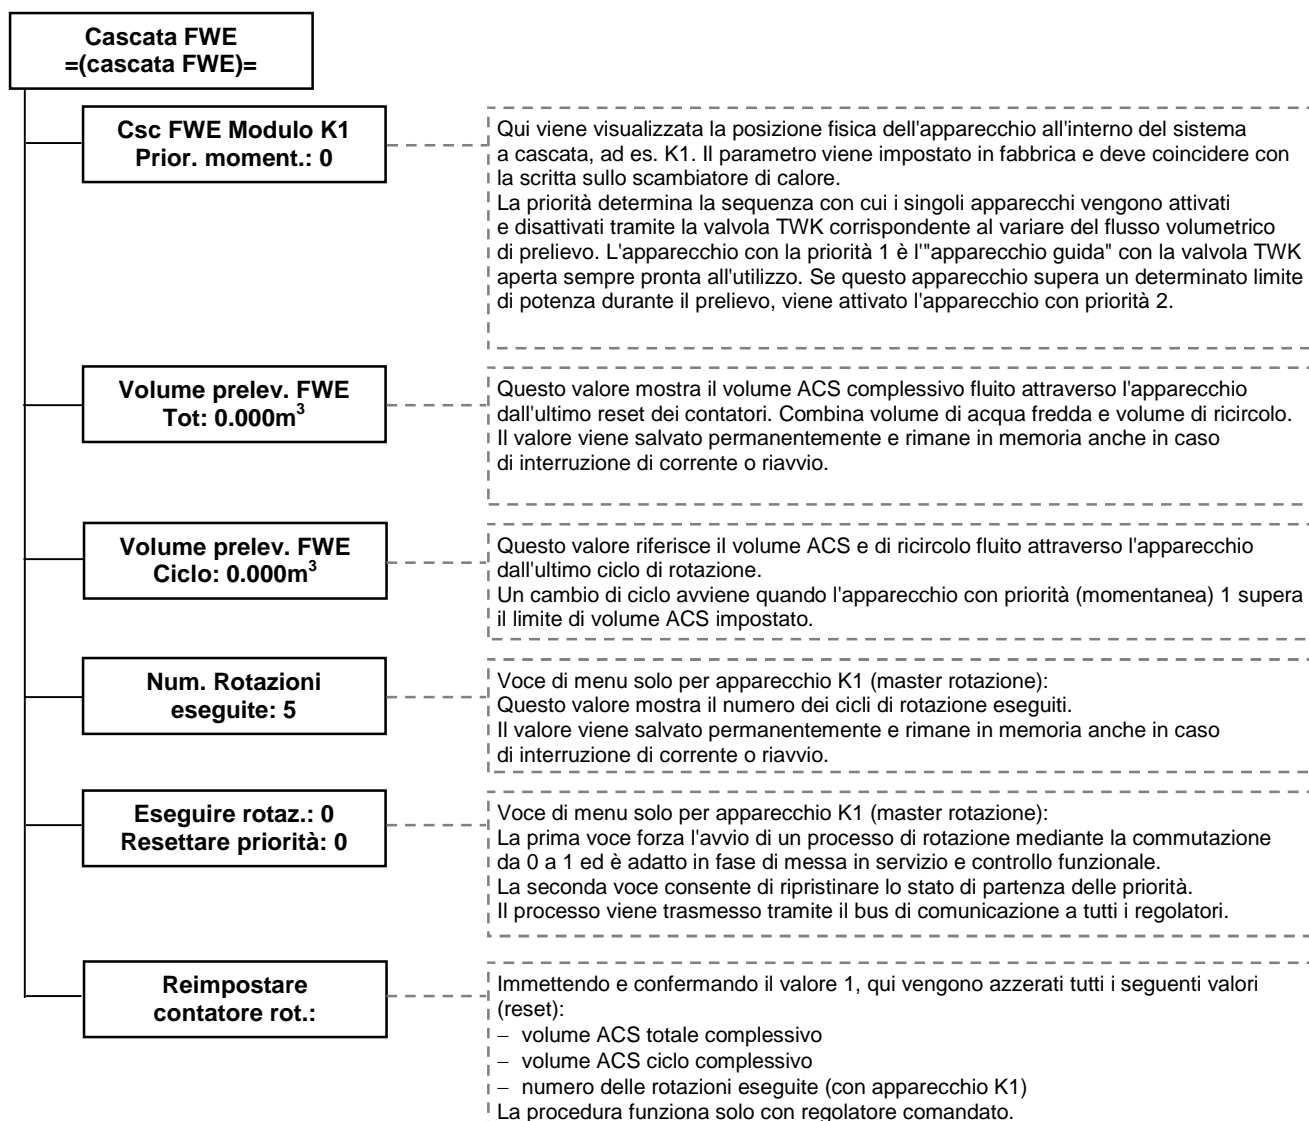 Cascata FWE
=(cascata FWE)=
Csc FWE Modulo K1
Prior. moment.: 0
Qui viene visualizzata la posizione fisica dell'apparecchio all'interno del sistema
a cascata, ad es. K1. Il parametro viene impostato in fabbrica e deve coincidere con
la scritta sullo scambiatore di calore.
La priorità determina la sequenza con cui i singoli apparecchi vengono attivati
e disattivati tramite la valvola TWK corrispondente al variare del flusso volumetrico
di prelievo. L'apparecchio con la priorità 1 è l'"apparecchio guida" con la valvola TWK
aperta sempre pronta all'utilizzo. Se questo apparecchio supera un determinato limite
di potenza durante il prelievo, viene attivato l'apparecchio con priorità 2.
Volume prelev. FWE
Tot: 0.000m³
Questo valore mostra il volume ACS complessivo fluito attraverso l'apparecchio
dall'ultimo reset dei contatori. Combina volume di acqua fredda e volume di ricircolo.
Il valore viene salvato permanentemente e rimane in memoria anche in caso
di interruzione di corrente o riavvio.
Volume prelev. FWE
Ciclo: 0.000m³
Questo valore riferisce il volume ACS e di ricircolo fluito attraverso l'apparecchio
dall'ultimo ciclo di rotazione.
Un cambio di ciclo avviene quando l'apparecchio con priorità (momentanea) 1 supera
il limite di volume ACS impostato.
Num. Rotazioni
eseguite: 5
Voce di menu solo per apparecchio K1 (master rotazione):
Questo valore mostra il numero dei cicli di rotazione eseguiti.
Il valore viene salvato permanentemente e rimane in memoria anche in caso
di interruzione di corrente o riavvio.
Eseguire rotaz.: 0
Resettare priorità: 0
Voce di menu solo per apparecchio K1 (master rotazione):
La prima voce forza l'avvio di un processo di rotazione mediante la commutazione
da 0 a 1 ed è adatto in fase di messa in servizio e controllo funzionale.
La seconda voce consente di ripristinare lo stato di partenza delle priorità.
Il processo viene trasmesso tramite il bus di comunicazione a tutti i regolatori.
Reimpostare
contatore rot.:
Immettendo e confermando il valore 1, qui vengono azzerati tutti i seguenti valori
(reset):
– volume ACS totale complessivo
– volume ACS ciclo complessivo
– numero delle rotazioni eseguite (con apparecchio K1)
La procedura funziona solo con regolatore comandato.